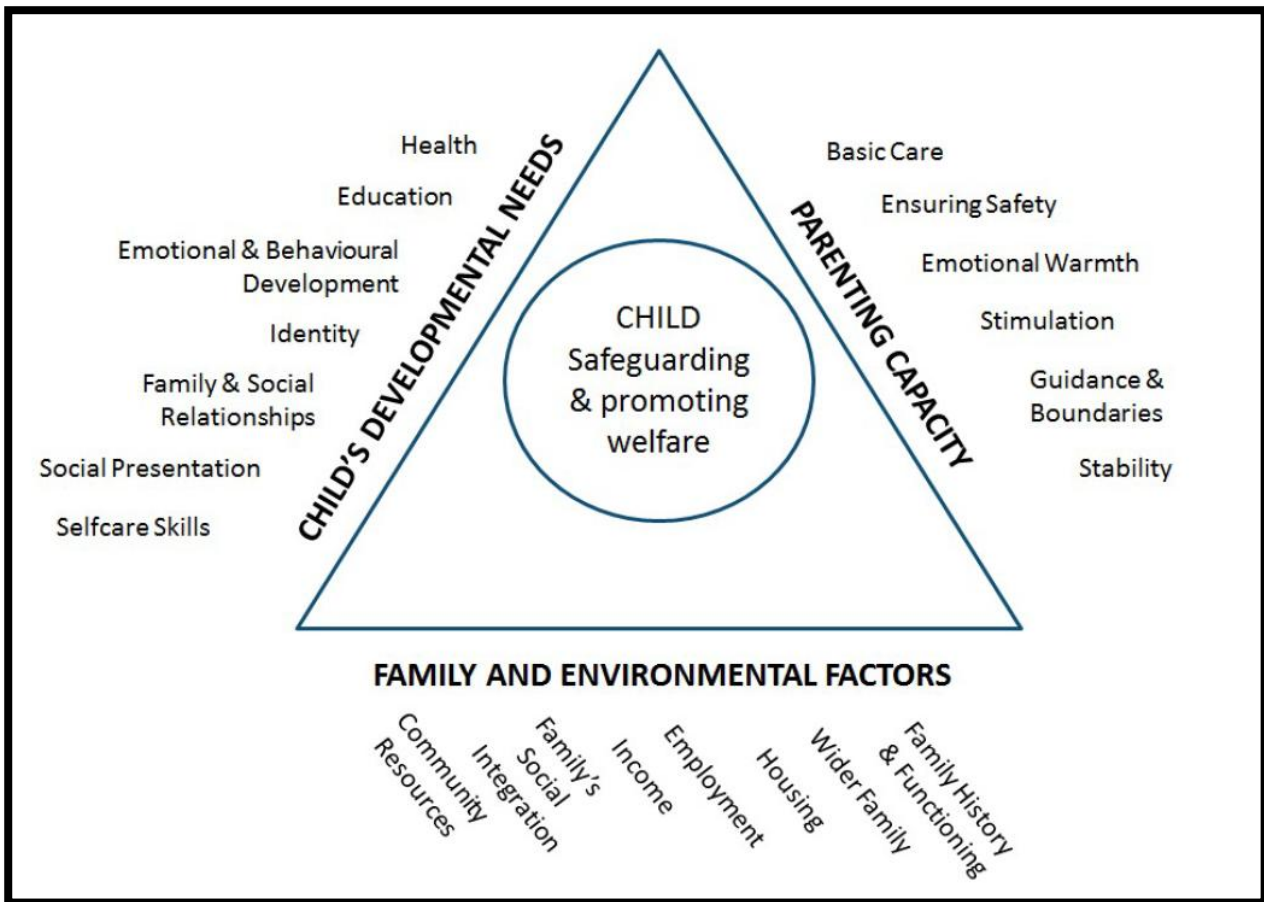 Health
Education
Emotional & Behavioural
Development
Identity
Family & Social
Relationships
Social Presentation
Selfcare Skills
CHILD'S DEVELOPMENTAL NEEDS
CHILD
Safeguarding
& promoting
welfare
PARENTING CAPACITY
Basic Care
Ensuring Safety
Emotional Warmth
Stimulation
Guidance &
Boundaries
Stability
FAMILY AND ENVIRONMENTAL FACTORS
Community
Resources
Family's
Social
Integration
Income
Employment
Housing
Wider Family
Family History
& Functioning